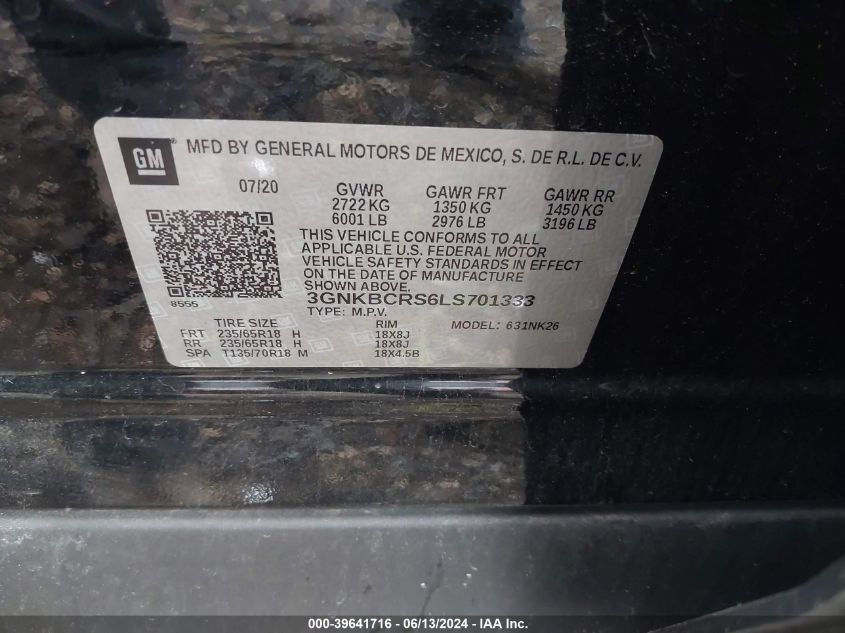 GM ® MFD BY GENERAL MOTORS DE MEXICO, S. DE R.L. DE C.V.
07/20 GVWR GAWR FRT GAWR RR
2722 KG 1350 KG 1450 KG
6001 LB 2976 LB 3196 LB
THIS VEHICLE CONFORMS TO ALL
APPLICABLE U.S. FEDERAL MOTOR
VEHICLE SAFETY STANDARDS IN EFFECT
ON THE DATE OF MANUFACTURE
SHOWN ABOVE.
8555 3GNKBCRS6LS701333
TYPE: M.P.V.
TIRE SIZE RIM MODEL: 631NK26
FRT 235/65R18 H 18X8J
RR 235/65R18 H 18X8J
SPA T135/70R18 M 18X4.5B
000-39641716 - 06/13/2024 - IAA Inc.